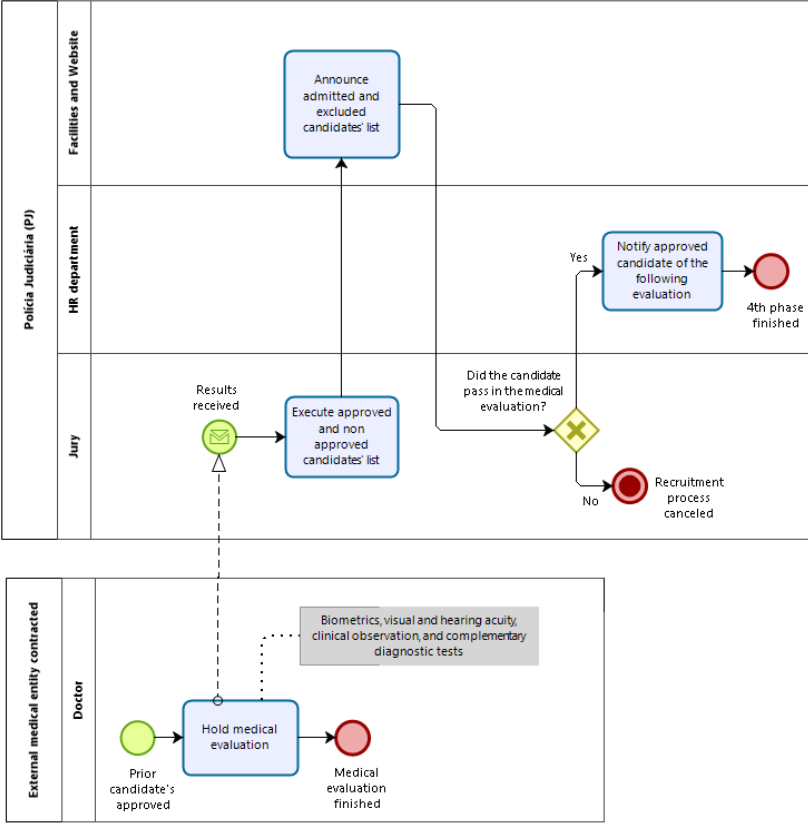 Polícia Judiciária (PJ)
Facilities and Website
Announce
admitted and
excluded
candidates' list
HR department
Yes
Notify approved
candidate of the
following
evaluation
4th phase
finished
Jury
Results
received
Execute approved
and non
approved
candidates' list
Did the candidate
pass in the medical
evaluation?
No
Recruitment
process
canceled
External medical entity contracted
Doctor
Biometrics, visual and hearing acuity,
clinical observation, and complementary
diagnostic tests
Prior
candidate's
approved
Hold medical
evaluation
Medical
evaluation
finished